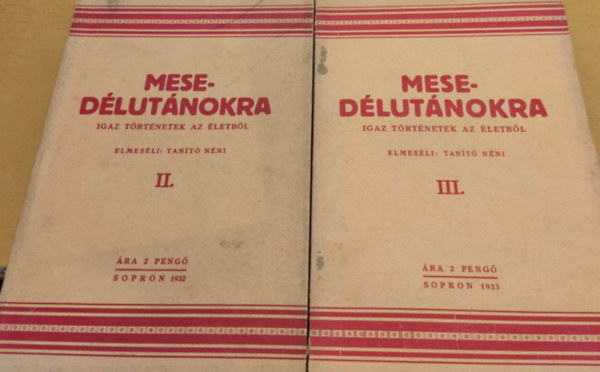 MESE-
DÉLUTÁNOKRA
IGAZ TÖRTÉNETEK AZ ÉLETBŐL
ELMESÉLI: TANÍTÓ NÉNI
II.
ÁRA 2 PENGŐ
SOPRON 1932
MESE-
DÉLUTÁNOKRA
IGAZ TÖRTÉNETEK AZ ÉLETBŐL
ELMESÉLI: TANÍTÓ NÉNI
III.
ÁRA 2 PENGŐ
SOPRON 1933